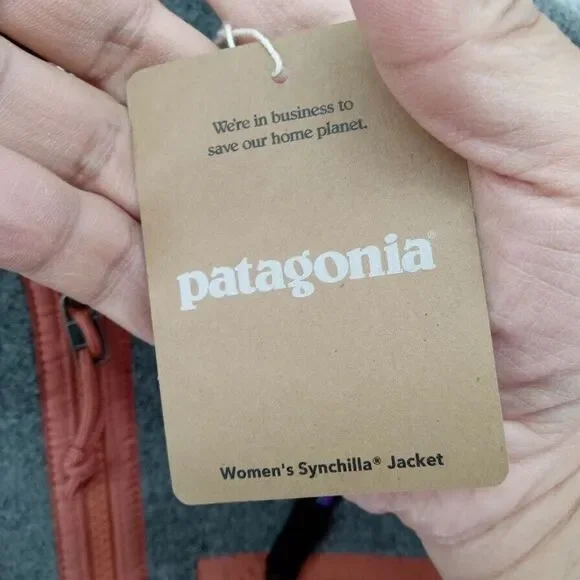 We're in business to
save our home planet.
patagonia®
Women's Synchilla® Jacket